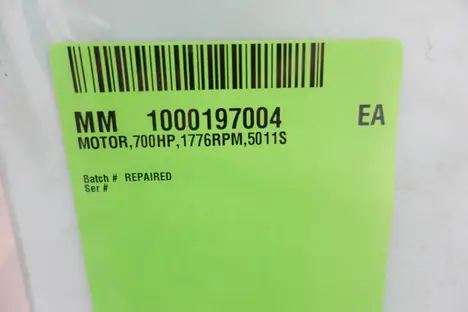 MM 1000197004 EA
MOTOR,700HP,1776RPM,5011S
Batch # REPAIRED
Ser #